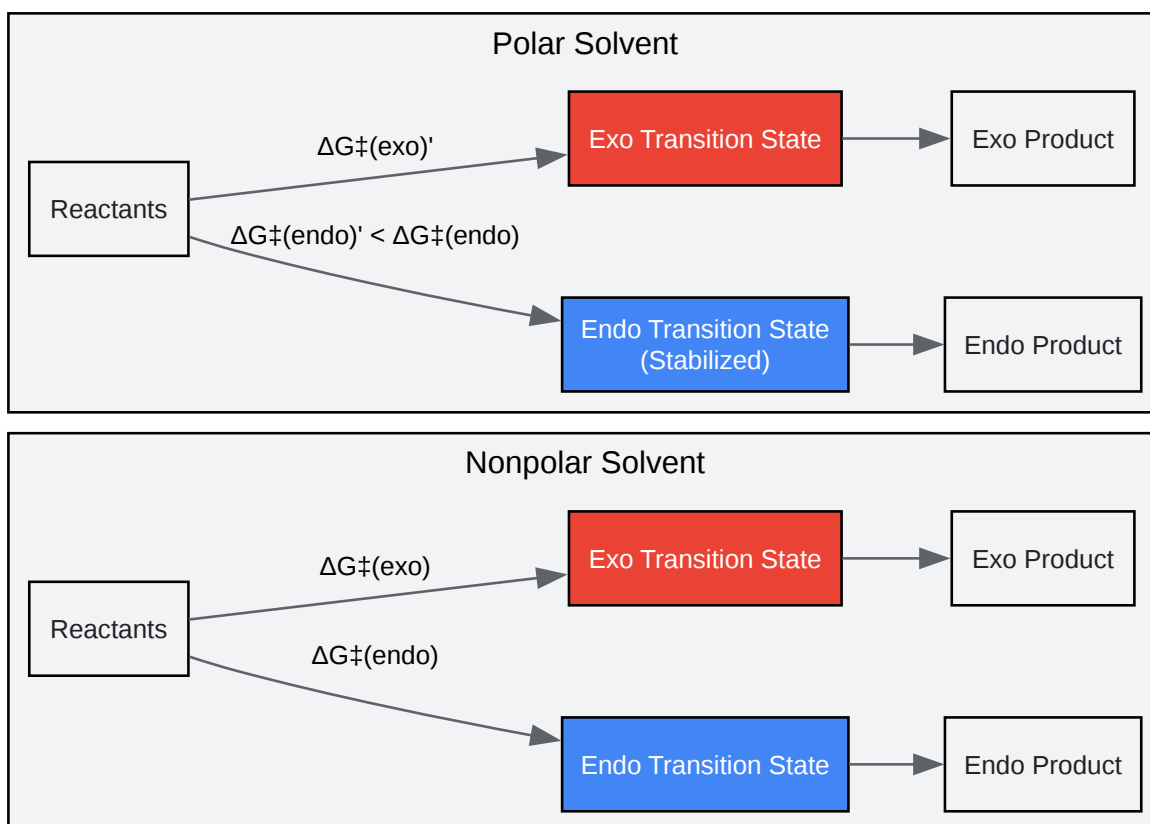 Polar Solvent
ΔG‡(exo)'
Exo Transition State
Exo Product
Reactants
ΔG‡(endo)' < ΔG‡(endo)
Endo Transition State
(Stabilized)
Endo Product
Nonpolar Solvent
ΔG‡(exo)
Exo Transition State
Exo Product
Reactants
ΔG‡(endo)
Endo Transition State
Endo Product